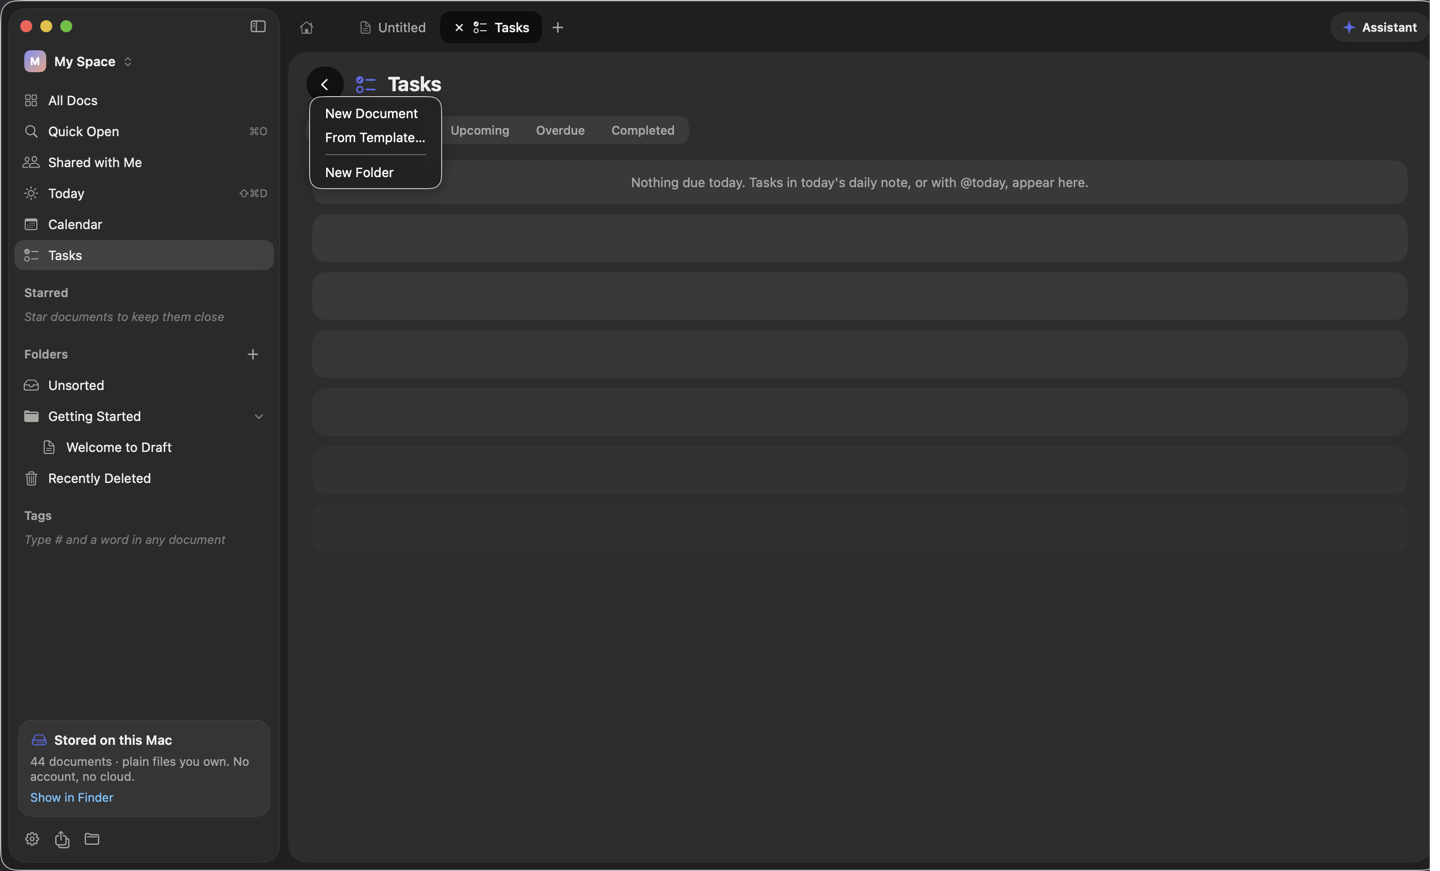 Untitled
Tasks
Assistant
M My Space
All Docs
Quick Open ⌘O
Shared with Me
Today ⇧⌘D
Calendar
Tasks
Starred
Star documents to keep them close
Folders
Unsorted
Getting Started
Welcome to Draft
Recently Deleted
Tags
Type # and a word in any document
Stored on this Mac
44 documents · plain files you own. No
account, no cloud.
Show in Finder
Tasks
New Document
From Template...
New Folder
Upcoming Overdue Completed
Nothing due today. Tasks in today's daily note, or with @today, appear here.